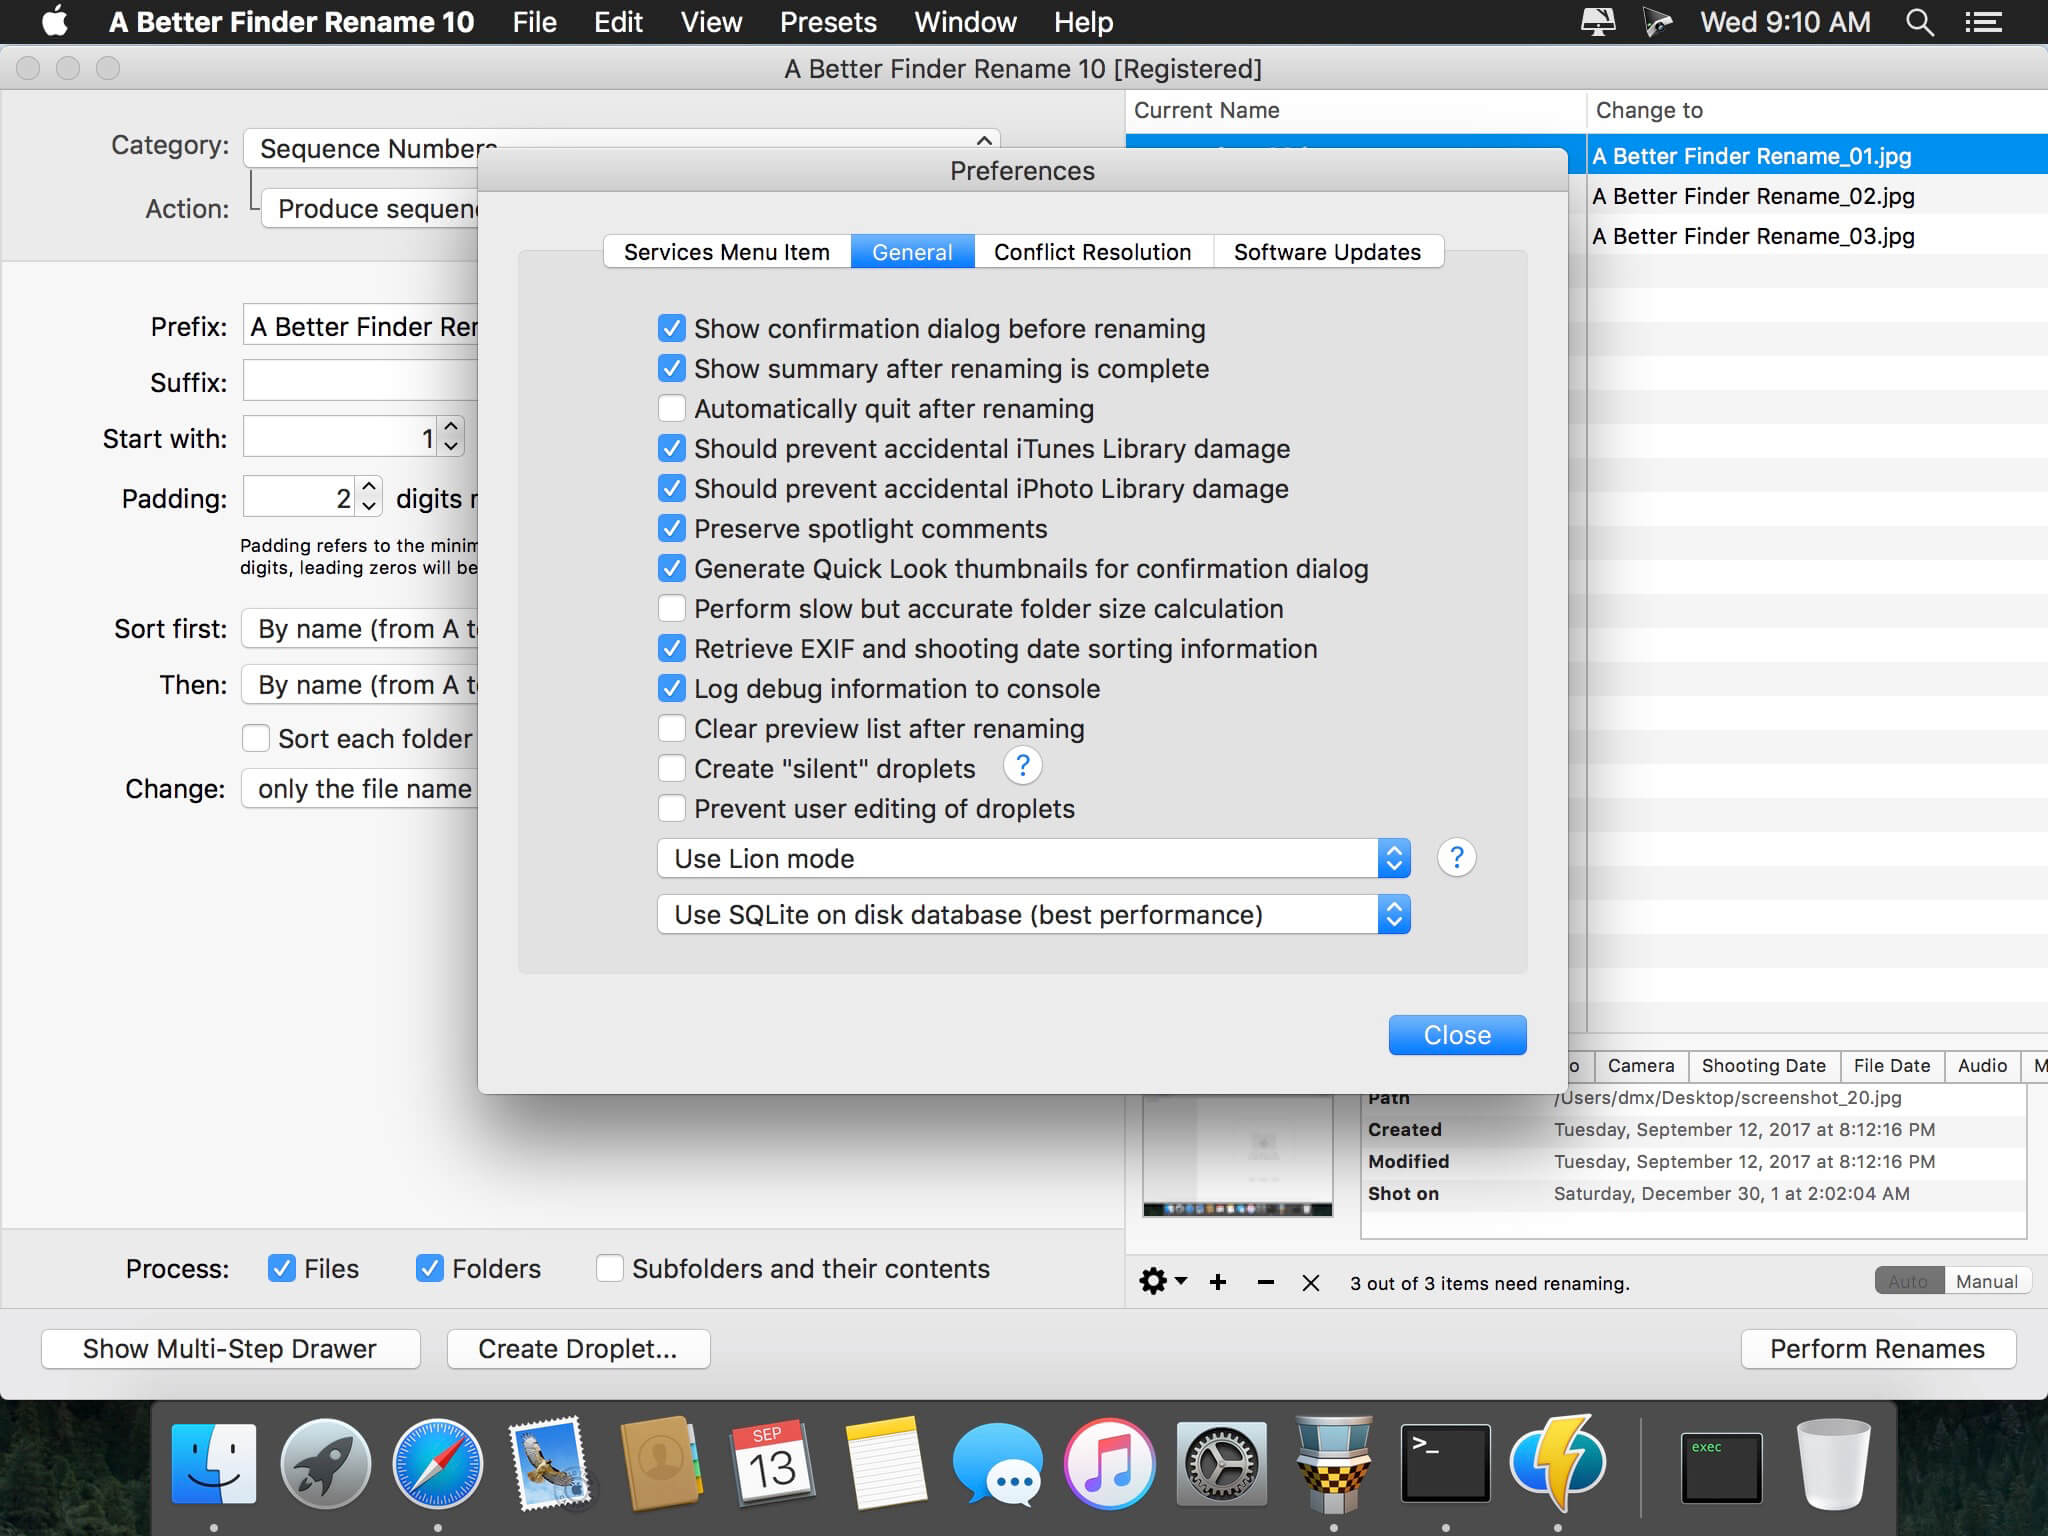 A Better Finder Rename 10 File Edit View Presets Window Help Wed 9:10 AM
A Better Finder Rename 10 [Registered]
Category: Sequence Numbers
Action: Produce
Prefix: A Better Finder
Suffix:
Start with: 1
Padding: 2 digits
Padding refers to the
digits, leading zeros will be
Sort first: By name (from A
Then: By name (from A
Sort each folder
Change: only the file name
Preferences
Services Menu Item General Conflict Resolution Software Updates
Show confirmation dialog before renaming
Show summary after renaming is complete
Automatically quit after renaming
Should prevent accidental iTunes Library damage
Should prevent accidental iPhoto Library damage
Preserve spotlight comments
Generate Quick Look thumbnails for confirmation dialog
Perform slow but accurate folder size calculation
Retrieve EXIF and shooting date sorting information
Log debug information to console
Clear preview list after renaming
Create "silent" droplets ?
Prevent user editing of droplets
Use Lion mode ?
Use SQLite on disk database (best performance)
Close
Current Name Change to
A Better Finder Rename_01.jpg
A Better Finder Rename_02.jpg
A Better Finder Rename_03.jpg
Camera Shooting Date File Date Audio
Path /Users/dmx/Desktop/screenshot_20.jpg
Created Tuesday, September 12, 2017 at 8:12:16 PM
Modified Tuesday, September 12, 2017 at 8:12:16 PM
Shot on Saturday, December 30, 1 at 2:02:04 AM
Process: Files Folders Subfolders and their contents
3 out of 3 items need renaming. Auto Manual
Show Multi-Step Drawer Create Droplet... Perform Renames
SEP
13
>_
exec